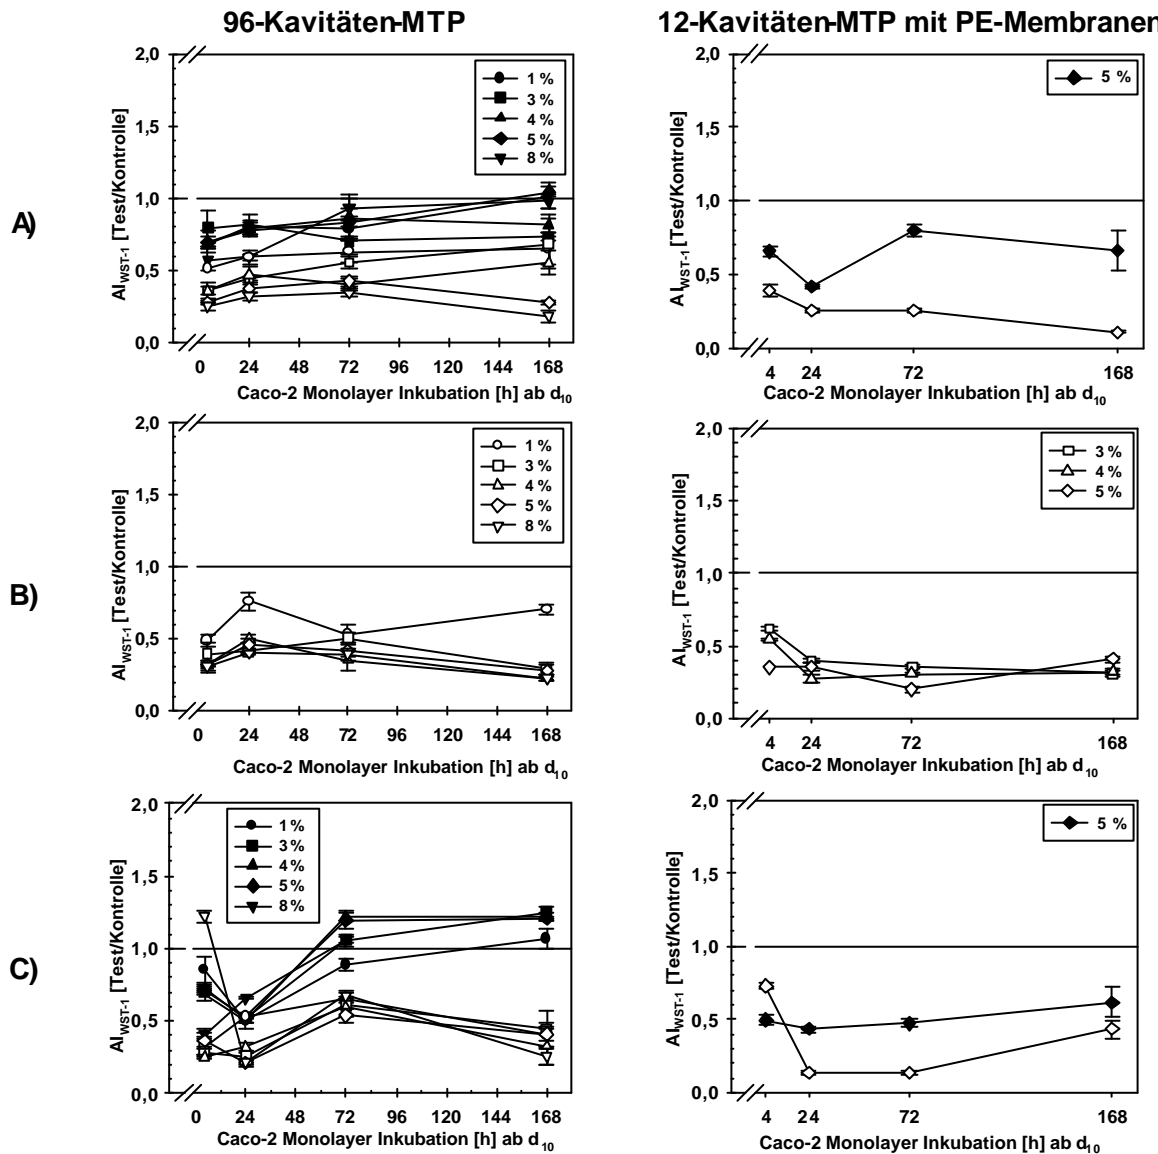 96-Kavitäten-MTP
12-Kavitäten-MTP mit PE-Membranen
A)
AI_WST-1 [Test/Kontrolle]
2,0
1,5
1,0
0,5
0,0
1 %
3 %
4 %
5 %
8 %
0 24 48 72 96 120 144 168
Caco-2 Monolayer Inkubation [h] ab d_10
AI_WST-1 [Test/Kontrolle]
2,0
1,5
1,0
0,5
0,0
5 %
4 24 72 168
Caco-2 Monolayer Inkubation [h] ab d_10
B)
AI_WST-1 [Test/Kontrolle]
2,0
1,5
1,0
0,5
0,0
1 %
3 %
4 %
5 %
8 %
0 24 48 72 96 120 144 168
Caco-2 Monolayer Inkubation [h] ab d_10
AI_WST-1 [Test/Kontrolle]
2,0
1,5
1,0
0,5
0,0
3 %
4 %
5 %
4 24 72 168
Caco-2 Monolayer Inkubation [h] ab d_10
C)
AI_WST-1 [Test/Kontrolle]
2,0
1,5
1,0
0,5
0,0
1 %
3 %
4 %
5 %
8 %
0 24 48 72 96 120 144 168
Caco-2 Monolayer Inkubation [h] ab d_10
AI_WST-1 [Test/Kontrolle]
2,0
1,5
1,0
0,5
0,0
5 %
4 24 72 168
Caco-2 Monolayer Inkubation [h] ab d_10